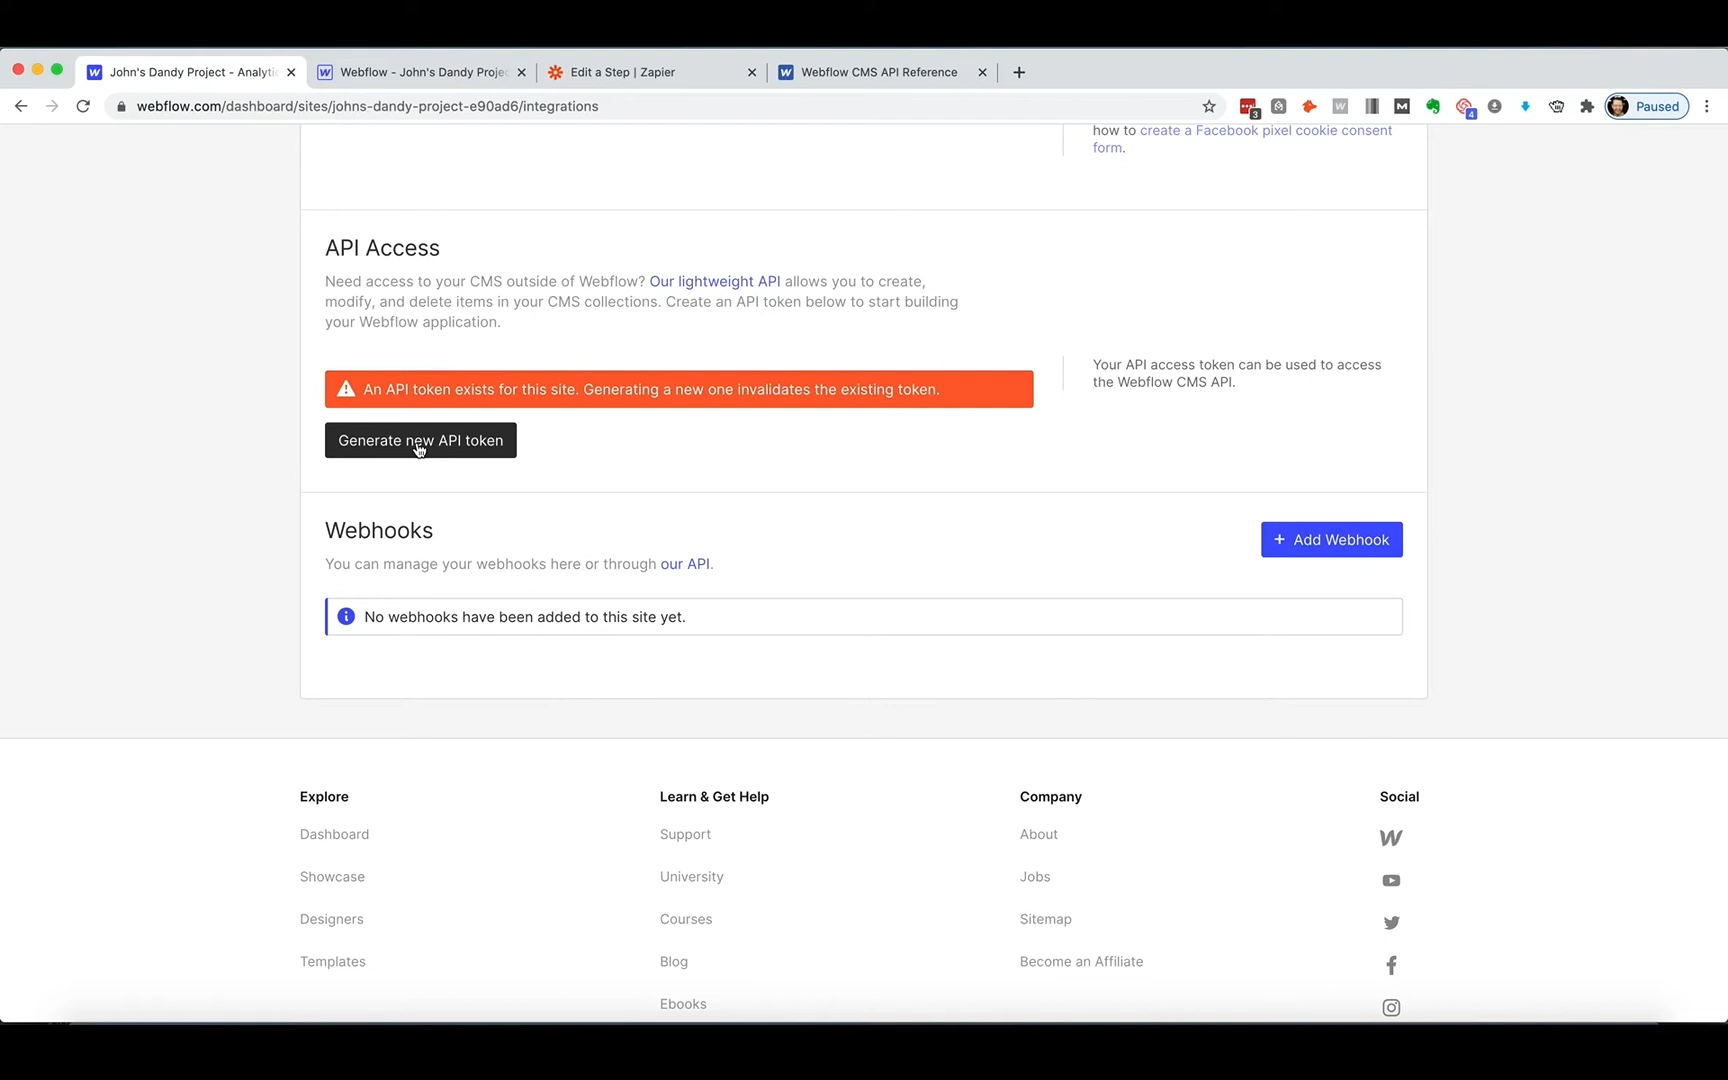 John's Dandy Project - Analyti
Webflow - John's Dandy Proje
Edit a Step | Zapier
Webflow CMS API Reference
webflow.com/dashboard/sites/johns-dandy-project-e90ad6/integrations
3
4
Paused
how to create a Facebook pixel cookie consent
form.
API Access
Need access to your CMS outside of Webflow? Our lightweight API allows you to create,
modify, and delete items in your CMS collections. Create an API token below to start building
your Webflow application.
An API token exists for this site. Generating a new one invalidates the existing token.
Your API access token can be used to access
the Webflow CMS API.
Generate new API token
Webhooks
+ Add Webhook
You can manage your webhooks here or through our API.
No webhooks have been added to this site yet.
Explore
Dashboard
Showcase
Designers
Templates
Learn & Get Help
Support
University
Courses
Blog
Ebooks
Company
About
Jobs
Sitemap
Become an Affiliate
Social